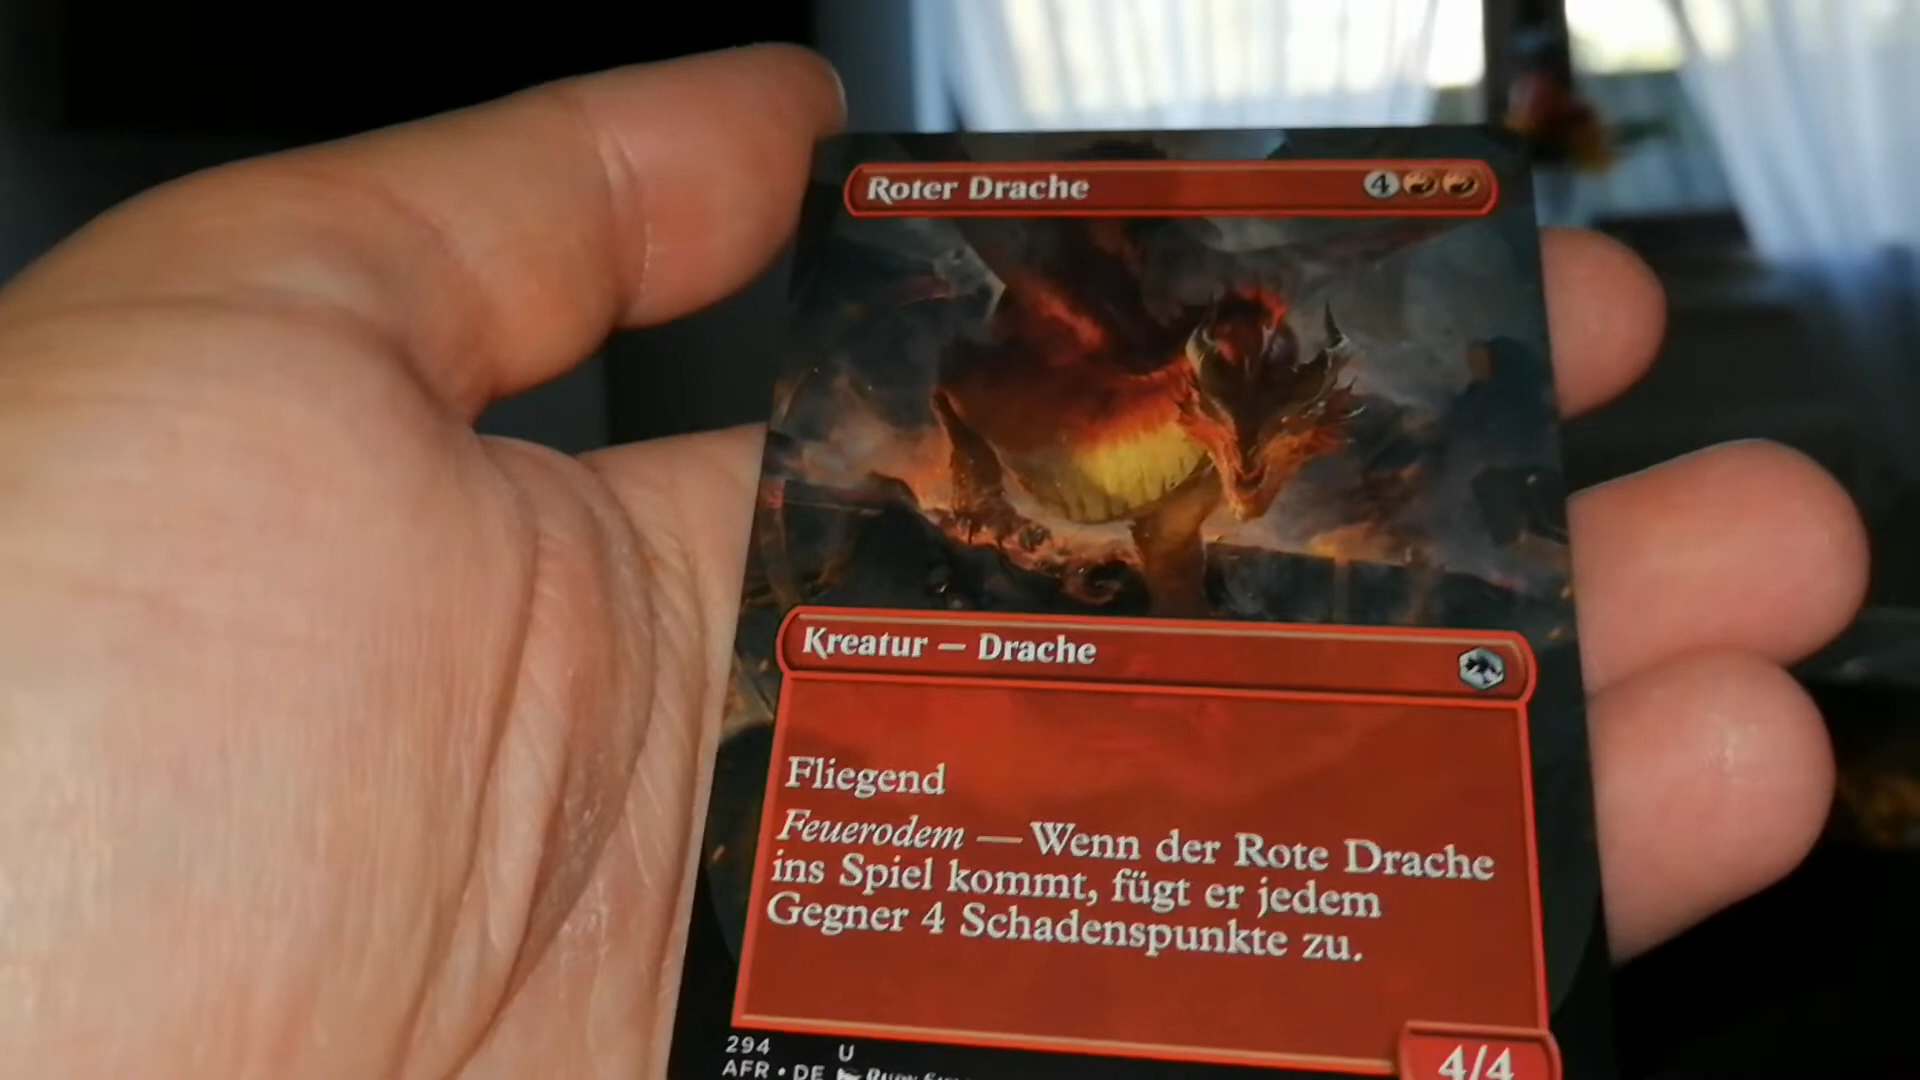 Roter Drache 4
Kreatur — Drache
Fliegend
Feuerodem — Wenn der Rote Drache
ins Spiel kommt, fügt er jedem
Gegner 4 Schadenspunkte zu.
4/4
294 U
AFR • DE